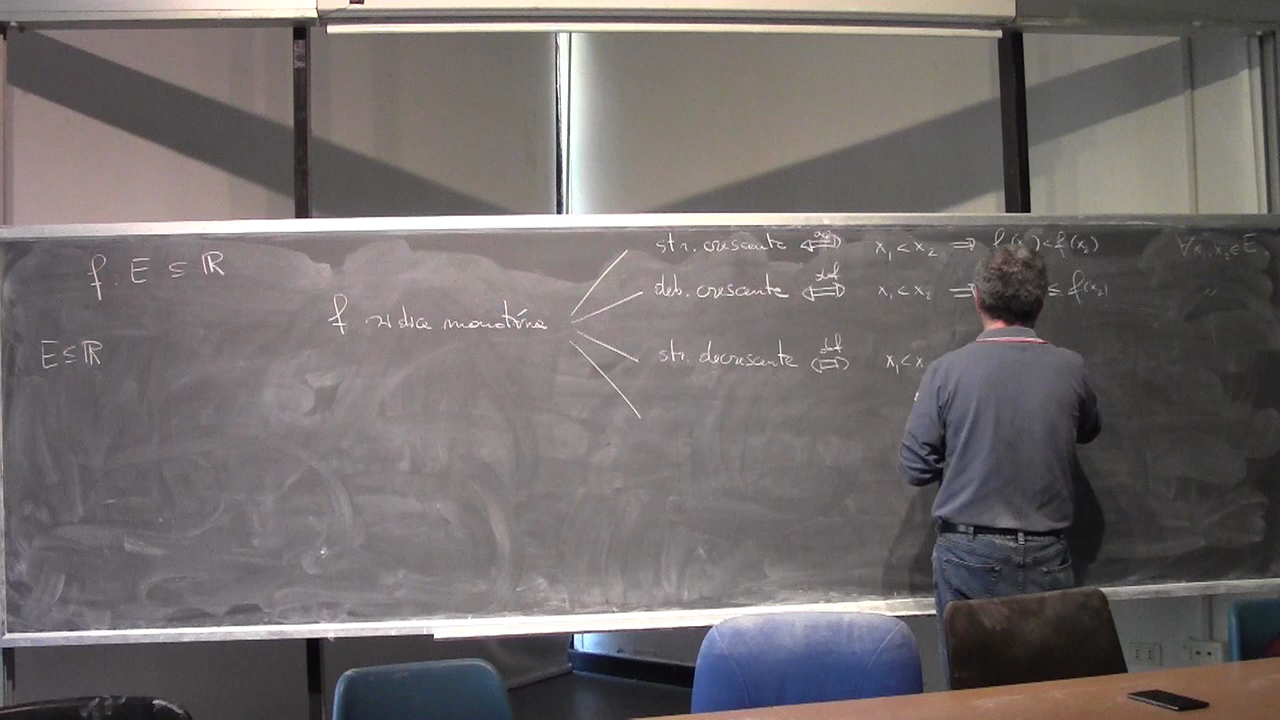 f : E ⊆ ℝ
E ⊆ ℝ
f si dice monotòna
str. crescente ⟺ def x₁ < x₂ ⟹ f(x₁) < f(x₂) ∀x₁,x₂∈E
deb. crescente ⟺ def x₁ < x₂ ⟹ ≤ f(x₂) "
str. decrescente ⟺ def x₁ < x